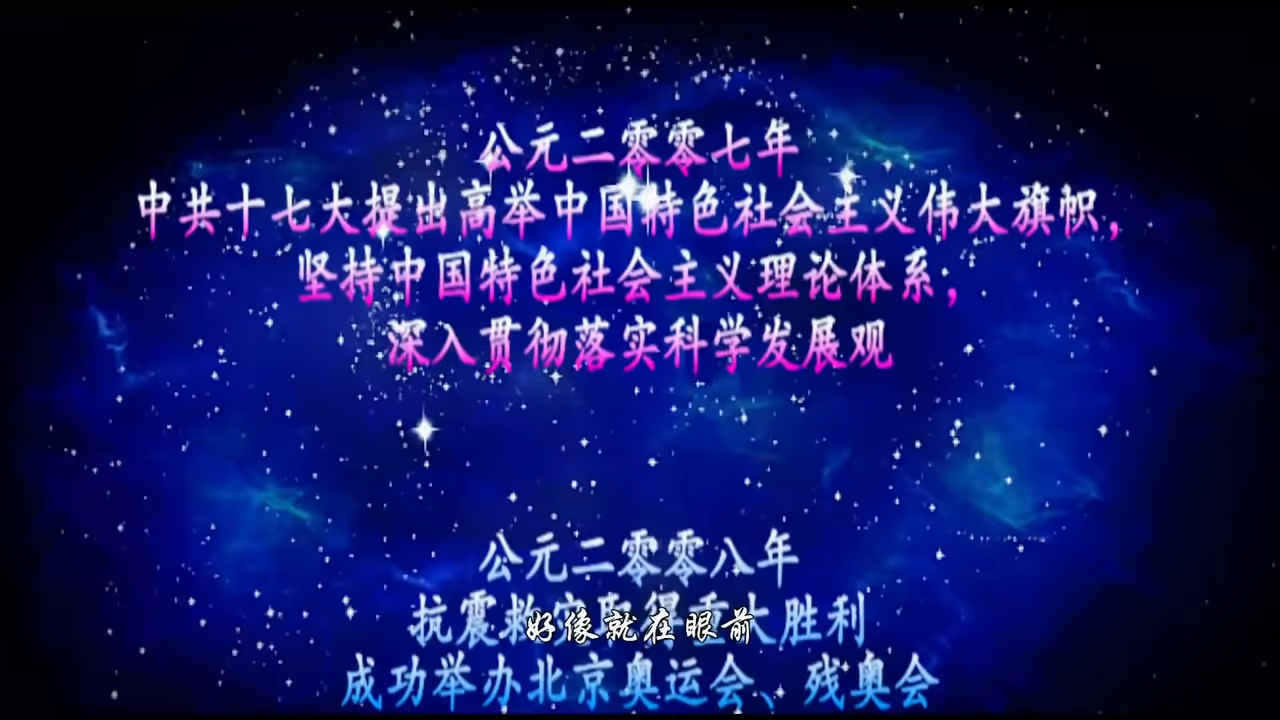 公元二零零七年
中共十七大提出高举中国特色社会主义伟大旗帜，
坚持中国特色社会主义理论体系；
深入贯彻落实科学发展观
公元二零零八年
抗震救灾取得重大胜利
好像就在眼前
成功举办北京奥运会、残奥会